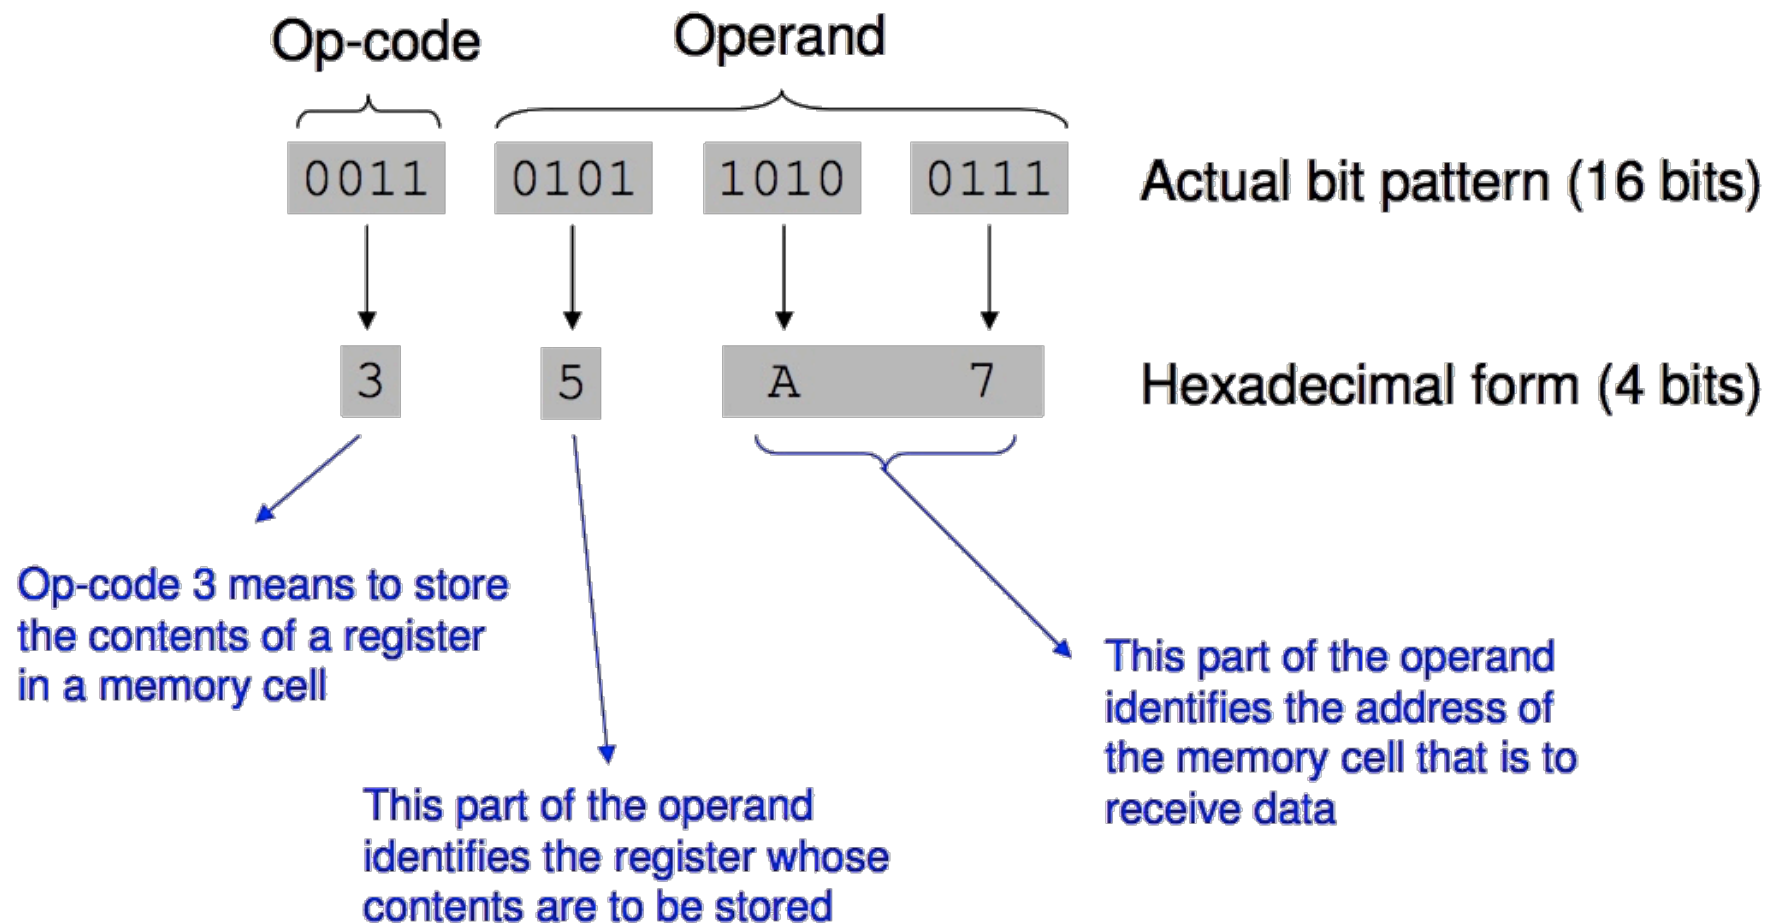 Op-code
Operand
0011 0101 1010 0111 Actual bit pattern (16 bits)
3 5 A 7 Hexadecimal form (4 bits)
Op-code 3 means to store
the contents of a register
in a memory cell
This part of the operand
identifies the register whose
contents are to be stored
This part of the operand
identifies the address of
the memory cell that is to
receive data